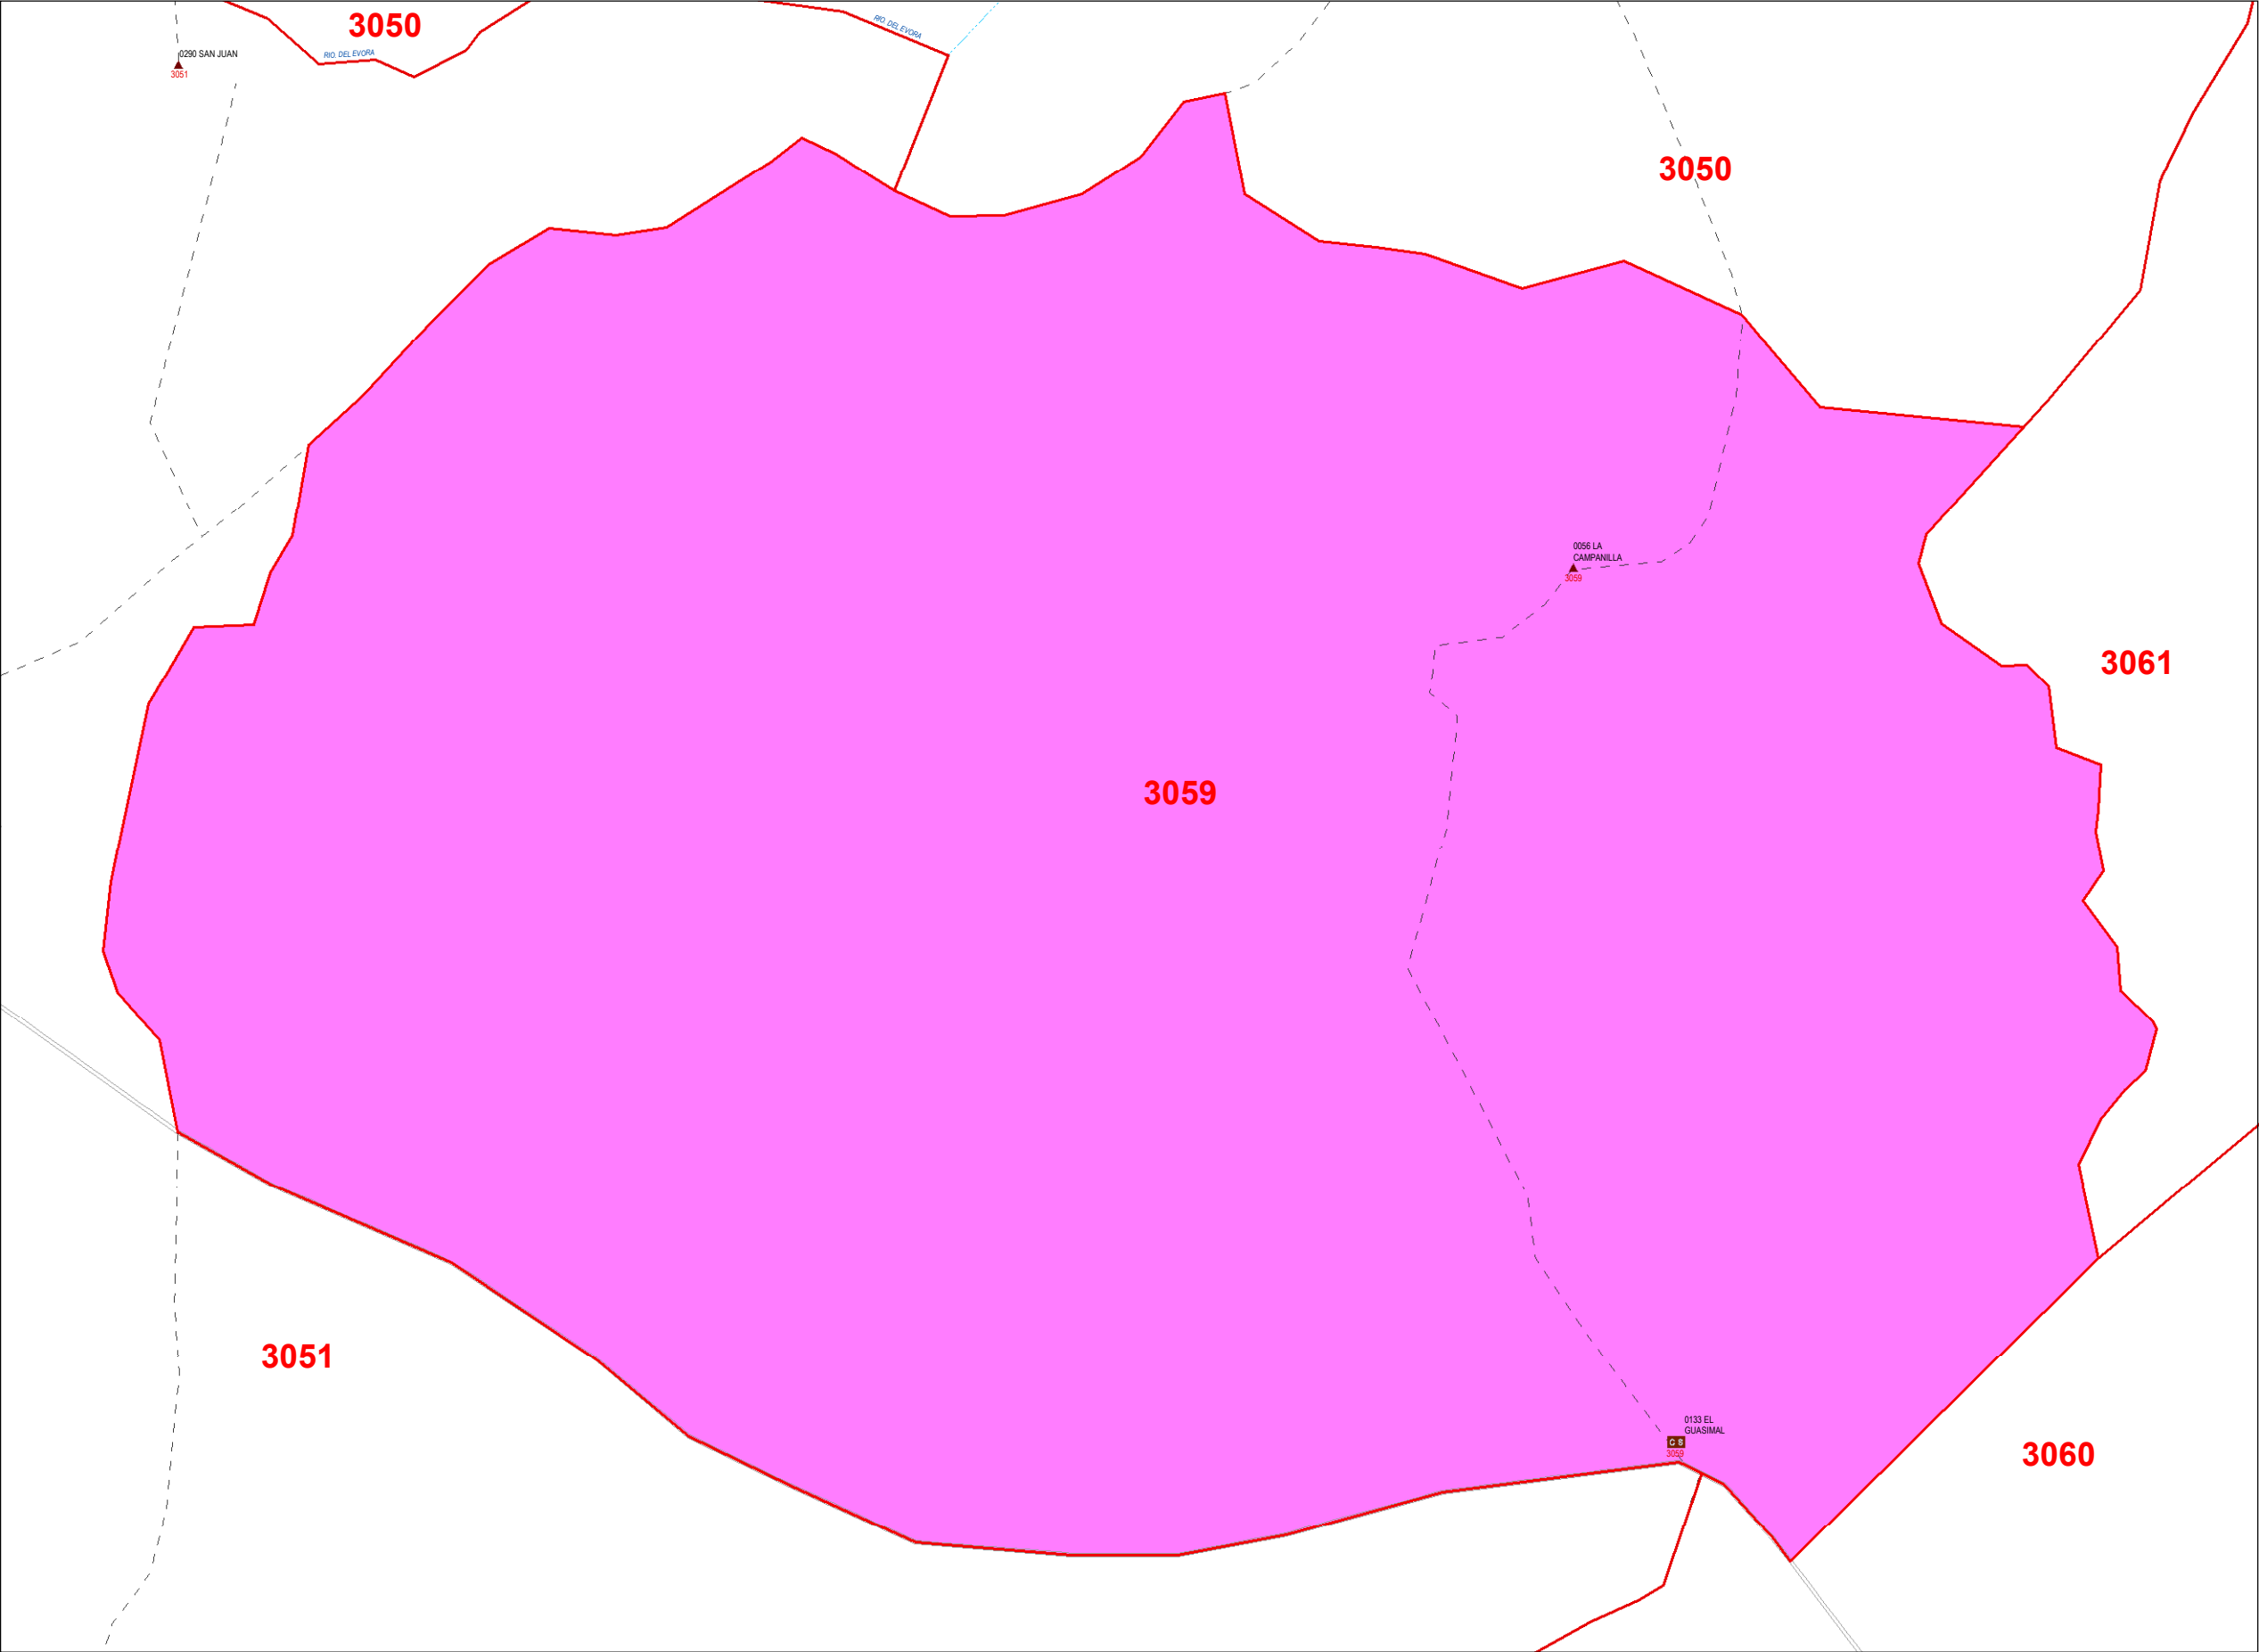 3050
RIO. DEL EVORA
0290 SAN JUAN
3051
RIO. DEL EVORA
3050
0056 LA
CAMPANILLA
3059
3061
3059
3051
0133 EL
GUASIMAL
C S
3059
3060